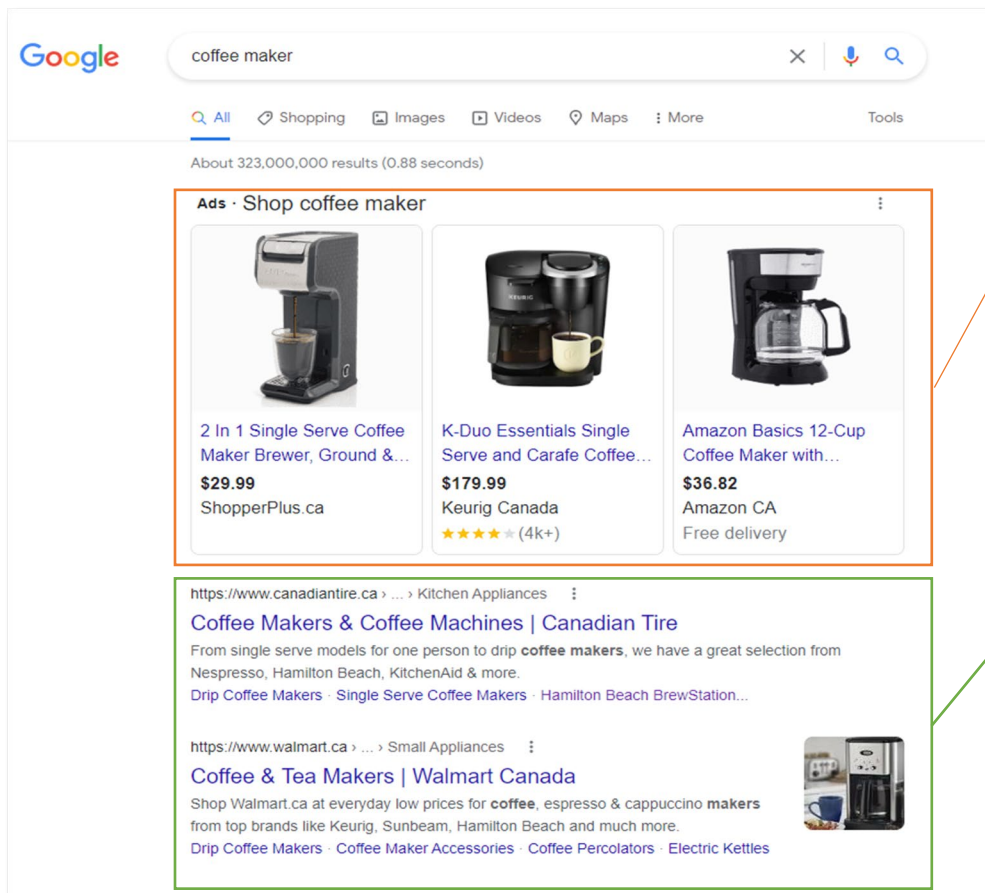 Google
coffee maker
All Shopping Images Videos Maps More Tools
About 323,000,000 results (0.88 seconds)
Ads · Shop coffee maker
KEURIG
2 In 1 Single Serve Coffee
Maker Brewer, Ground &...
$29.99
ShopperPlus.ca
K-Duo Essentials Single
Serve and Carafe Coffee...
$179.99
Keurig Canada
(4k+)
Amazon Basics 12-Cup
Coffee Maker with...
$36.82
Amazon CA
Free delivery
https://www.canadiantire.ca › ... › Kitchen Appliances
Coffee Makers & Coffee Machines | Canadian Tire
From single serve models for one person to drip coffee makers, we have a great selection from
Nespresso, Hamilton Beach, KitchenAid & more.
Drip Coffee Makers · Single Serve Coffee Makers · Hamilton Beach BrewStation...
https://www.walmart.ca › ... › Small Appliances
Coffee & Tea Makers | Walmart Canada
Shop Walmart.ca at everyday low prices for coffee, espresso & cappuccino makers
from top brands like Keurig, Sunbeam, Hamilton Beach and much more.
Drip Coffee Makers · Coffee Maker Accessories · Coffee Percolators · Electric Kettles